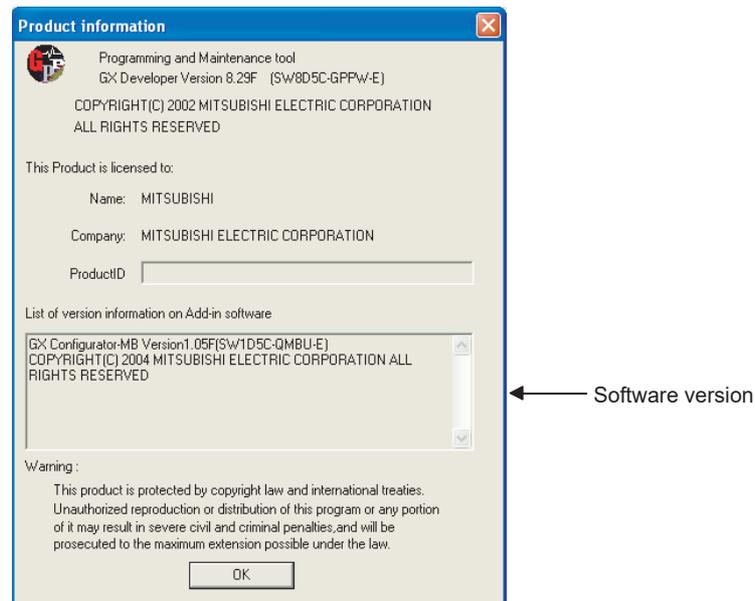 Product information
Programming and Maintenance tool
GX Developer Version 8.29F (SW8D5C-GPPW-E)
COPYRIGHT(C) 2002 MITSUBISHI ELECTRIC CORPORATION
ALL RIGHTS RESERVED
This Product is licensed to:
Name: MITSUBISHI
Company: MITSUBISHI ELECTRIC CORPORATION
ProductID
List of version information on Add-in software
GX Configurator-MB Version1.05F(SW1D5C-QMBU-E)
COPYRIGHT(C) 2004 MITSUBISHI ELECTRIC CORPORATION ALL
RIGHTS RESERVED
Software version
Warning :
This product is protected by copyright law and international treaties.
Unauthorized reproduction or distribution of this program or any portion
of it may result in severe civil and criminal penalties,and will be
prosecuted to the maximum extension possible under the law.
OK